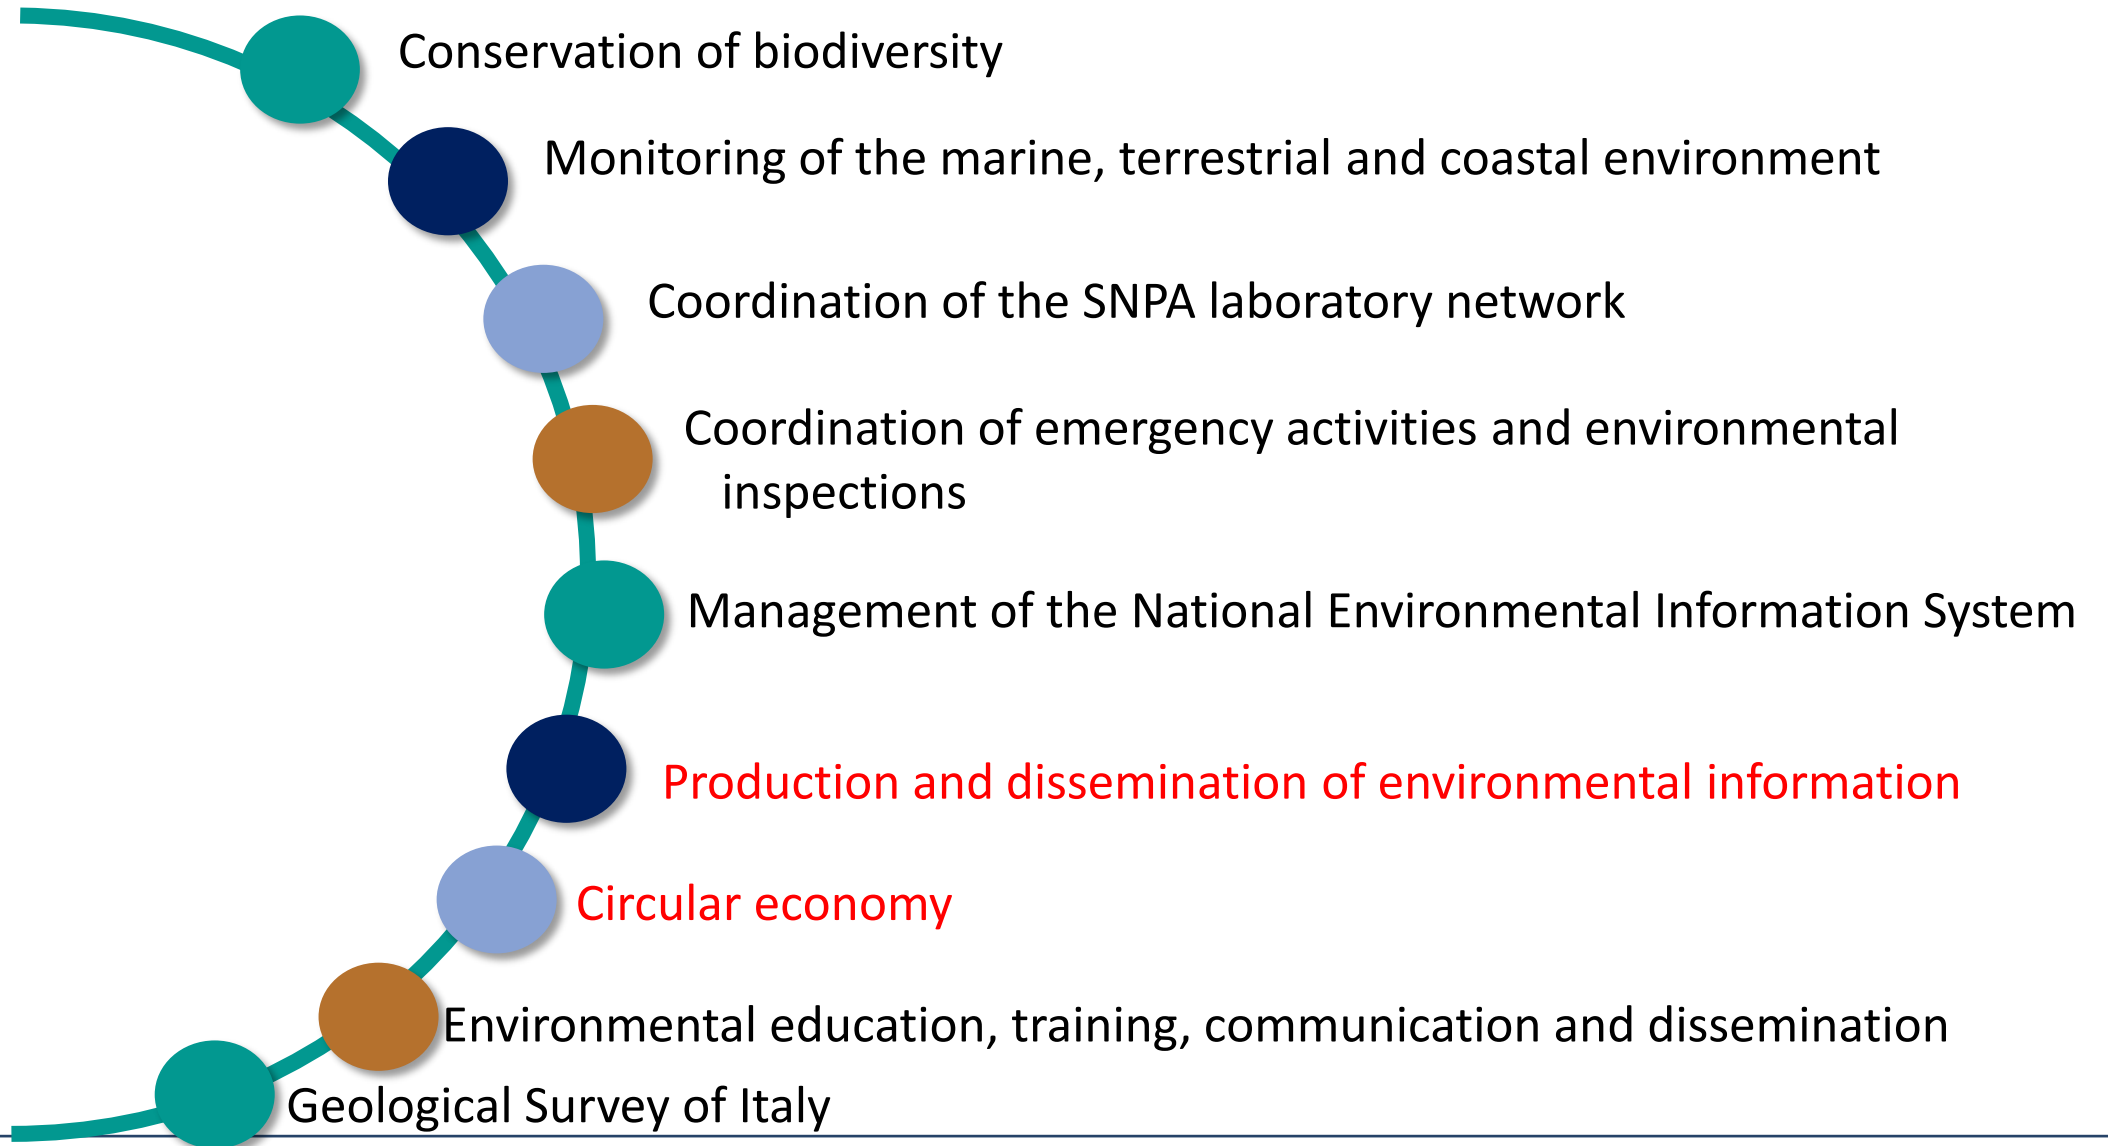 Conservation of biodiversity
Monitoring of the marine, terrestrial and coastal environment
Coordination of the SNPA laboratory network
Coordination of emergency activities and environmental
inspections
Management of the National Environmental Information System
Production and dissemination of environmental information
Circular economy
Environmental education, training, communication and dissemination
Geological Survey of Italy